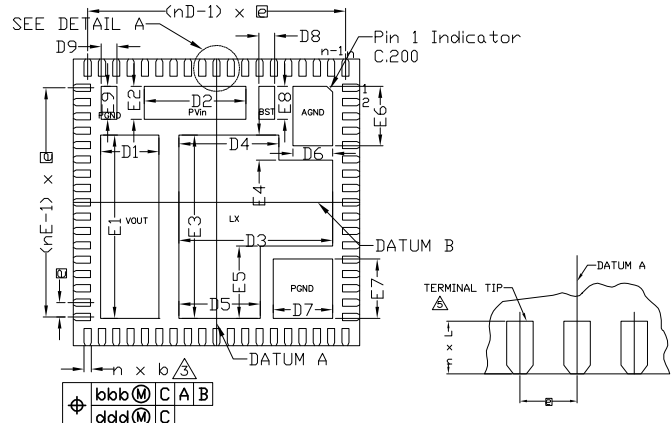 (nD-1) x e
SEE DETAIL A
D9
D8
Pin 1 Indicator
C.200
n-1
n
1
2
E9
PGND
E2
D2
PVin
E8
BST
AGND
E6
D1
D4
D6
(nE-1) x e
E1
VOUT
E3
E4
LX
D3
DATUM B
E5
PGND
E7
D5
D7
e
DATUM A
n x b 3
bbb M C A B
ddd M C
DATUM A
TERMINAL TIP
5
n x L
e